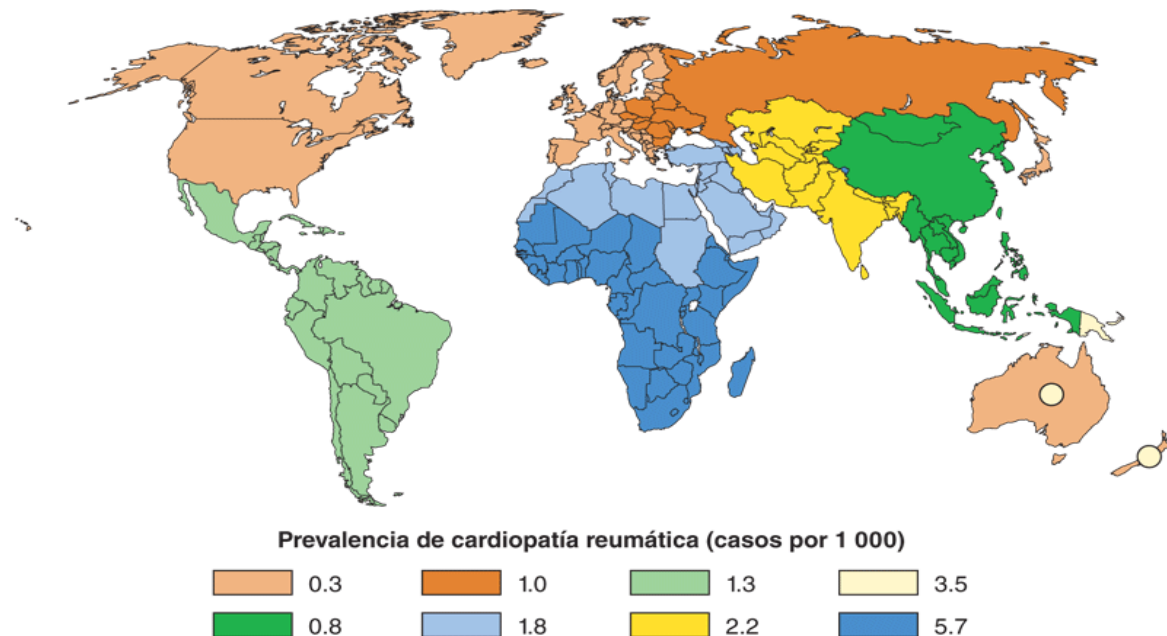 Prevalencia de cardiopatía reumática (casos por 1 000)
0.3 1.0 1.3 3.5
0.8 1.8 2.2 5.7